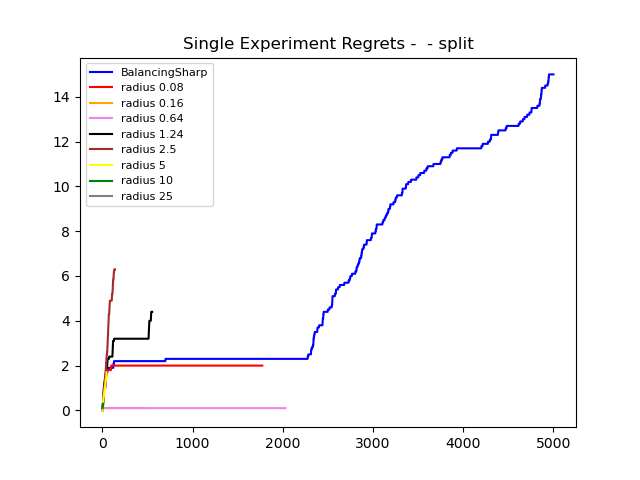 Single Experiment Regrets -  - split
BalancingSharp
radius 0.08
radius 0.16
radius 0.64
radius 1.24
radius 2.5
radius 5
radius 10
radius 25
14
12
10
8
6
4
2
0
0 1000 2000 3000 4000 5000